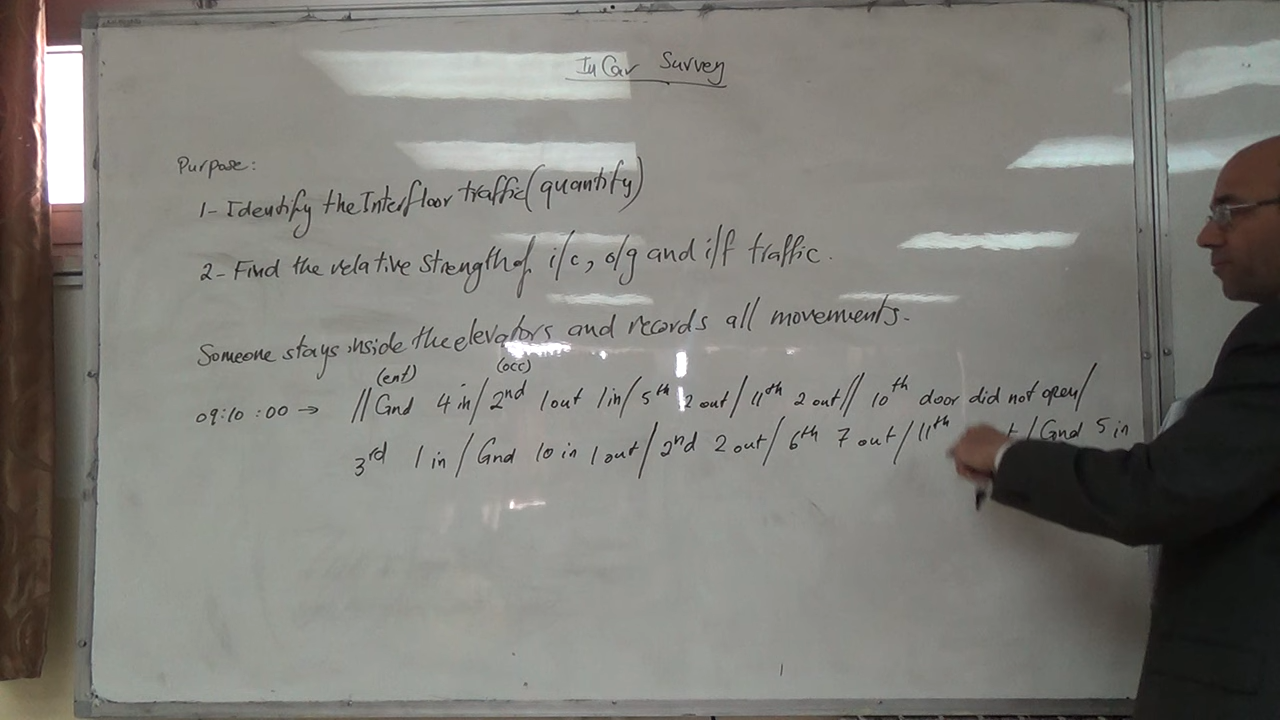 InCar Survey
Purpose:
1- Identify the Interfloor traffic (quantify)
2- Find the relative strength of i/c, o/g and i/f traffic.
Someone stays inside the elevators and records all movements.
(ent) (occ)
09:10:00 → // Gnd 4 in / 2nd 1 out 1 in / 5th 2 out / 11th 2 out // 10th door did not open /
3rd 1 in / Gnd 10 in 1 out / 2nd 2 out / 6th 7 out / 11th / Gnd 5 in